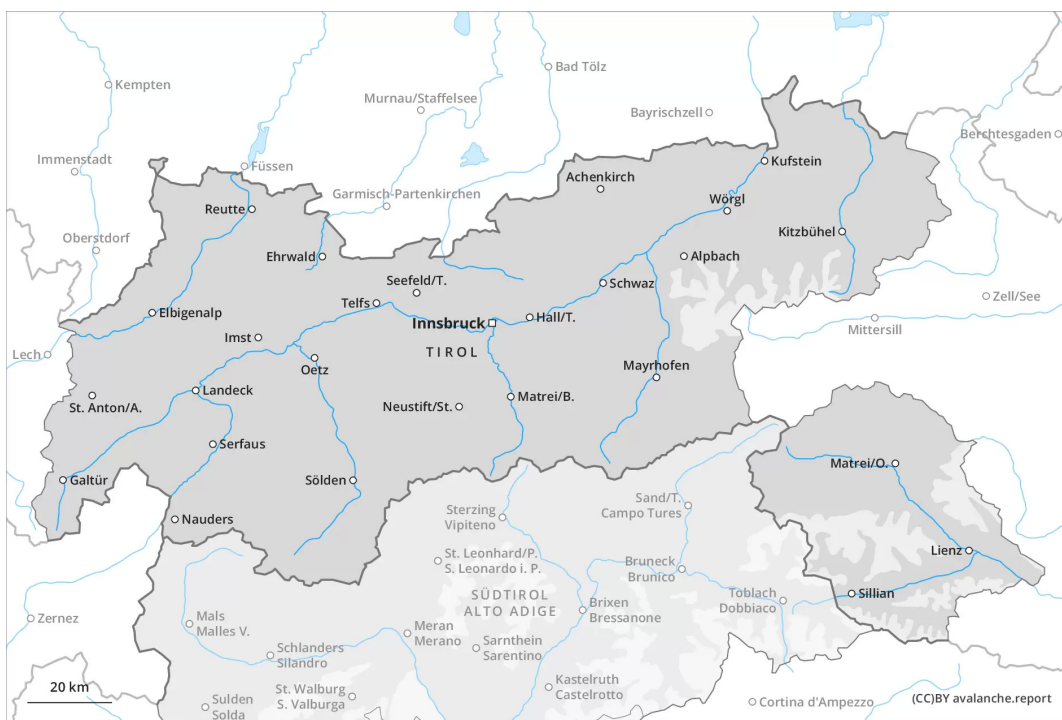 Kempten
Bad Tölz
Murnau/Staffelsee
Bayrischzell
Berchtesgaden
Immenstadt
Füssen
Kufstein
Achenkirch
Garmisch-Partenkirchen
Wörgl
Reutte
Kitzbühel
Oberstdorf
Ehrwald
Alpbach
Seefeld/T.
Schwaz
Zell/See
Telfs
Elbigenalp
Hall/T.
Innsbruck
Mittersill
Imst
TIROL
Lech
Oetz
Mayrhofen
Landeck
St. Anton/A.
Matrei/B.
Neustift/St.
Serfaus
Matrei/O.
Galtür
Sölden
Sand/T.
Campo Tures
Sterzing
Vipiteno
Nauders
St. Leonhard/P.
S. Leonardo i. P.
Lienz
Bruneck
Brunico
SÜDTIROL
ALTO ADIGE
Toblach
Dobbiaco
Sillian
Brixen
Bressanone
Zernez
Mals
Malles V.
Meran
Merano
Sarnthein
Sarentino
Schlanders
Silandro
20 km
St. Walburg
S. Valburga
Kastelruth
Castelrotto
Sulden
Solda
Cortina d'Ampezzo
(CC)BY avalanche.report